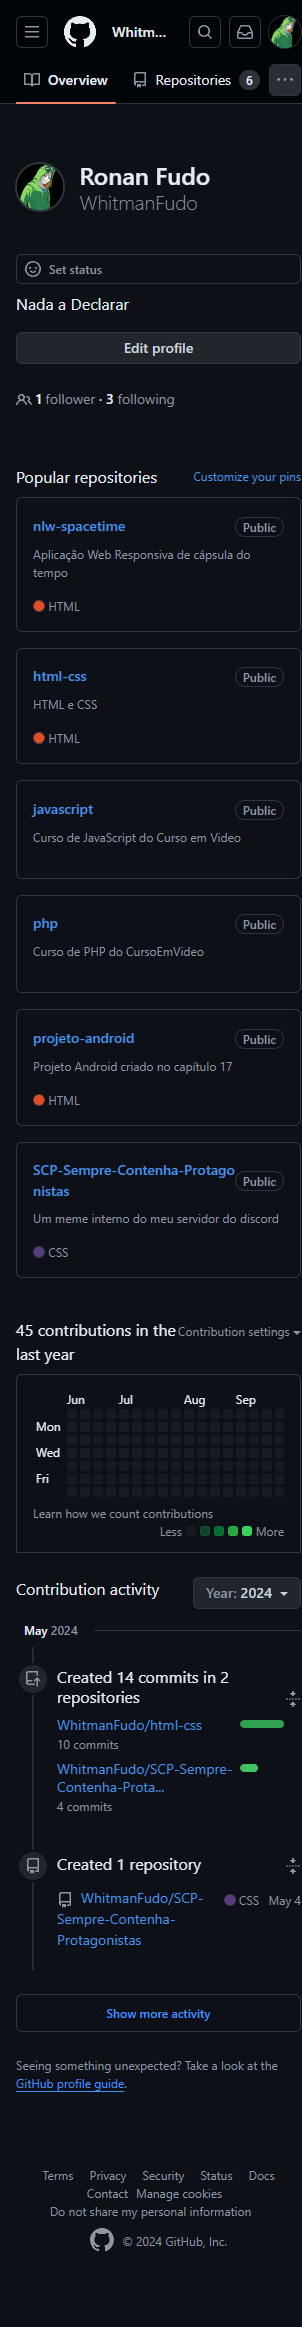 Whitm...
Overview
Repositories 6
Ronan Fudo
WhitmanFudo
Set status
Nada a Declarar
Edit profile
1 follower · 3 following
Popular repositories
Customize your pins
nlw-spacetime
Public
Aplicação Web Responsiva de cápsula do
tempo
HTML
html-css
Public
HTML e CSS
HTML
javascript
Public
Curso de JavaScript do Curso em Video
php
Public
Curso de PHP do CursoEmVideo
projeto-android
Public
Projeto Android criado no capítulo 17
HTML
SCP-Sempre-Contenha-Protago
nistas
Public
Um meme interno do meu servidor do discord
CSS
45 contributions in the
last year
Contribution settings
Jun Jul Aug Sep
Mon
Wed
Fri
Learn how we count contributions
Less More
Contribution activity
Year: 2024
May 2024
Created 14 commits in 2
repositories
WhitmanFudo/html-css
10 commits
WhitmanFudo/SCP-Sempre-
Contenha-Prota...
4 commits
Created 1 repository
WhitmanFudo/SCP-
Sempre-Contenha-
Protagonistas
CSS May 4
Show more activity
Seeing something unexpected? Take a look at the
GitHub profile guide.
Terms Privacy Security Status Docs
Contact Manage cookies
Do not share my personal information
© 2024 GitHub, Inc.